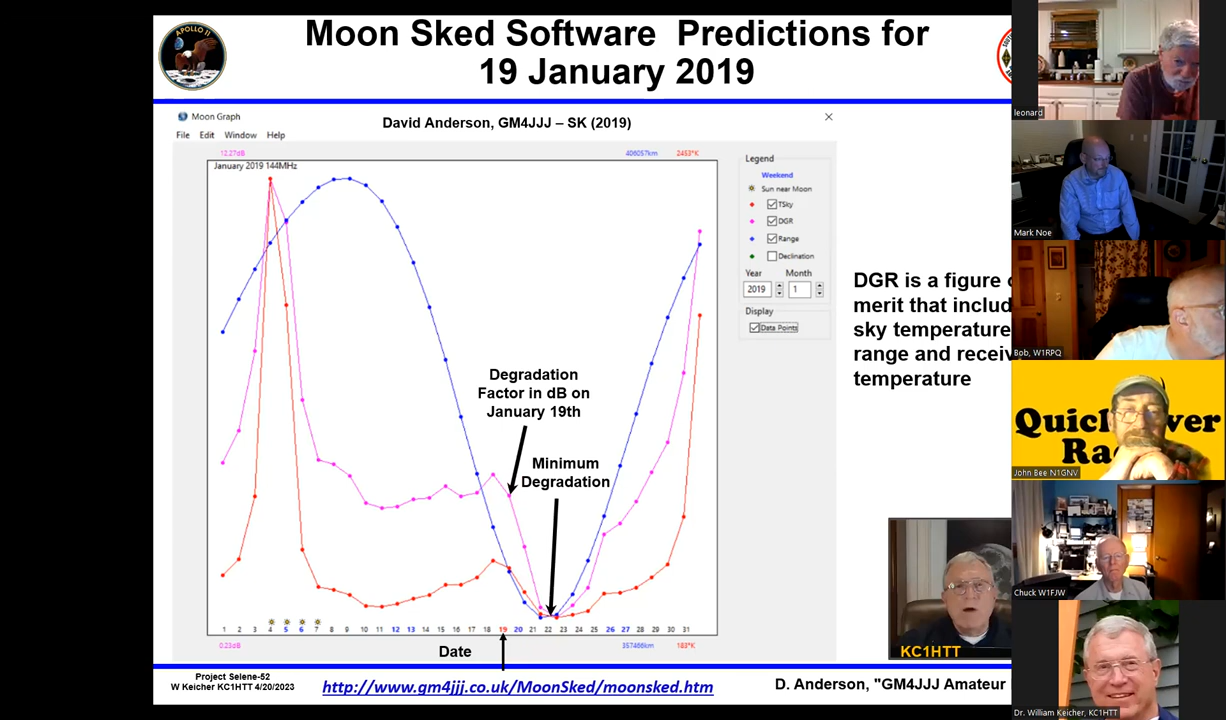 Moon Sked Software Predictions for
19 January 2019
APOLLO 11
David Anderson, GM4JJJ – SK (2019)
Moon Graph
File Edit Window Help
12.27dB 406057km 2453°K
January 2019 144MHz
Legend
Weekend
Sun near Moon
TSky
DGR
Range
Declination
Year Month
2019 1
Display
Data Points
Degradation
Factor in dB on
January 19th
Minimum
Degradation
DGR is a figure
merit that includ
sky temperature
range and receiv
temperature
1 2 3 4 5 6 7 8 9 10 11 12 13 14 15 16 17 18 19 20 21 22 23 24 25 26 27 28 29 30 31
0.23dB 357466km 183°K
Date
Project Selene-52
W Keicher KC1HTT 4/20/2023
http://www.gm4jjj.co.uk/MoonSked/moonsked.htm
D. Anderson, "GM4JJJ Amateur
KC1HTT
leonard
Mark Noe
Bob, W1RPQ
John Bee N1GNV
Chuck W1FJW
Dr. William Keicher, KC1HTT